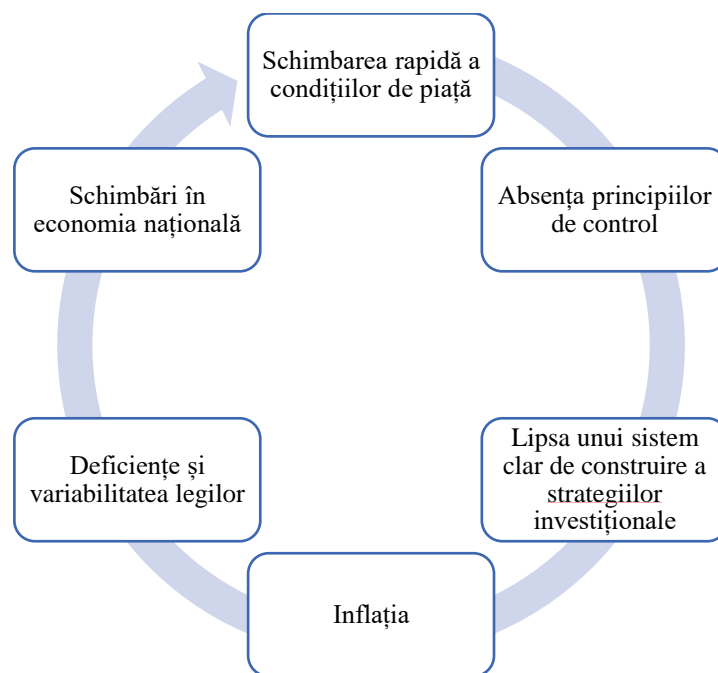 Schimbarea rapidă a
condițiilor de piață
Absența principiilor
de control
Lipsa unui sistem
clar de construire a
strategiilor
investiționale
Inflația
Deficiențe și
variabilitatea legilor
Schimbări în
economia națională